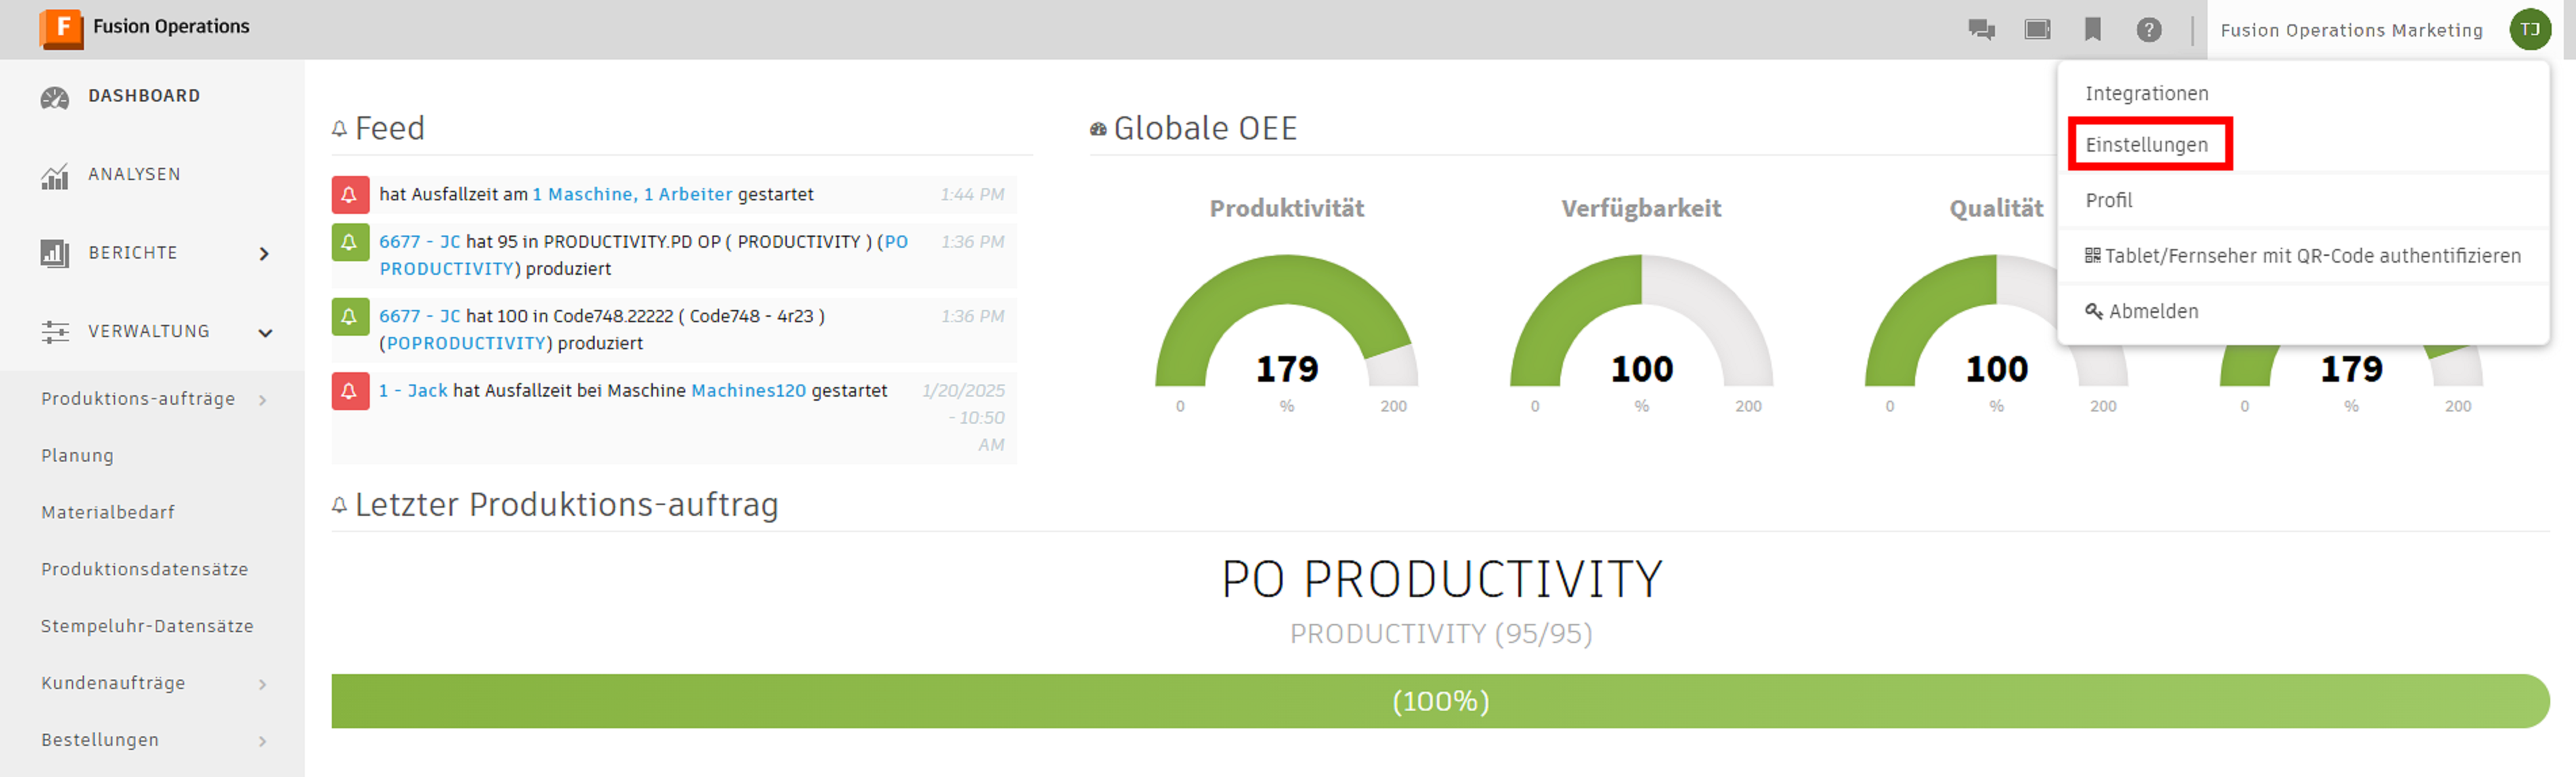 F Fusion Operations
? Fusion Operations Marketing TJ
DASHBOARD
ANALYSEN
BERICHTE
VERWALTUNG
Produktions-aufträge
Planung
Materialbedarf
Produktionsdatensätze
Stempeluhr-Datensätze
Kundenaufträge
Bestellungen
Feed
hat Ausfallzeit am 1 Maschine, 1 Arbeiter gestartet 1:44 PM
6677 - JC hat 95 in PRODUCTIVITY.PD OP ( PRODUCTIVITY ) (PO 1:36 PM
PRODUCTIVITY) produziert
6677 - JC hat 100 in Code748.22222 ( Code748 - 4r23 ) 1:36 PM
(POPRODUCTIVITY) produziert
1 - Jack hat Ausfallzeit bei Maschine Machines120 gestartet 1/20/2025
- 10:50
AM
Globale OEE
Produktivität
179
0 % 200
Verfügbarkeit
100
0 % 200
Qualität
100
0 % 200
179
0 % 200
Integrationen
Einstellungen
Profil
Tablet/Fernseher mit QR-Code authentifizieren
Abmelden
Letzter Produktions-auftrag
PO PRODUCTIVITY
PRODUCTIVITY (95/95)
(100%)